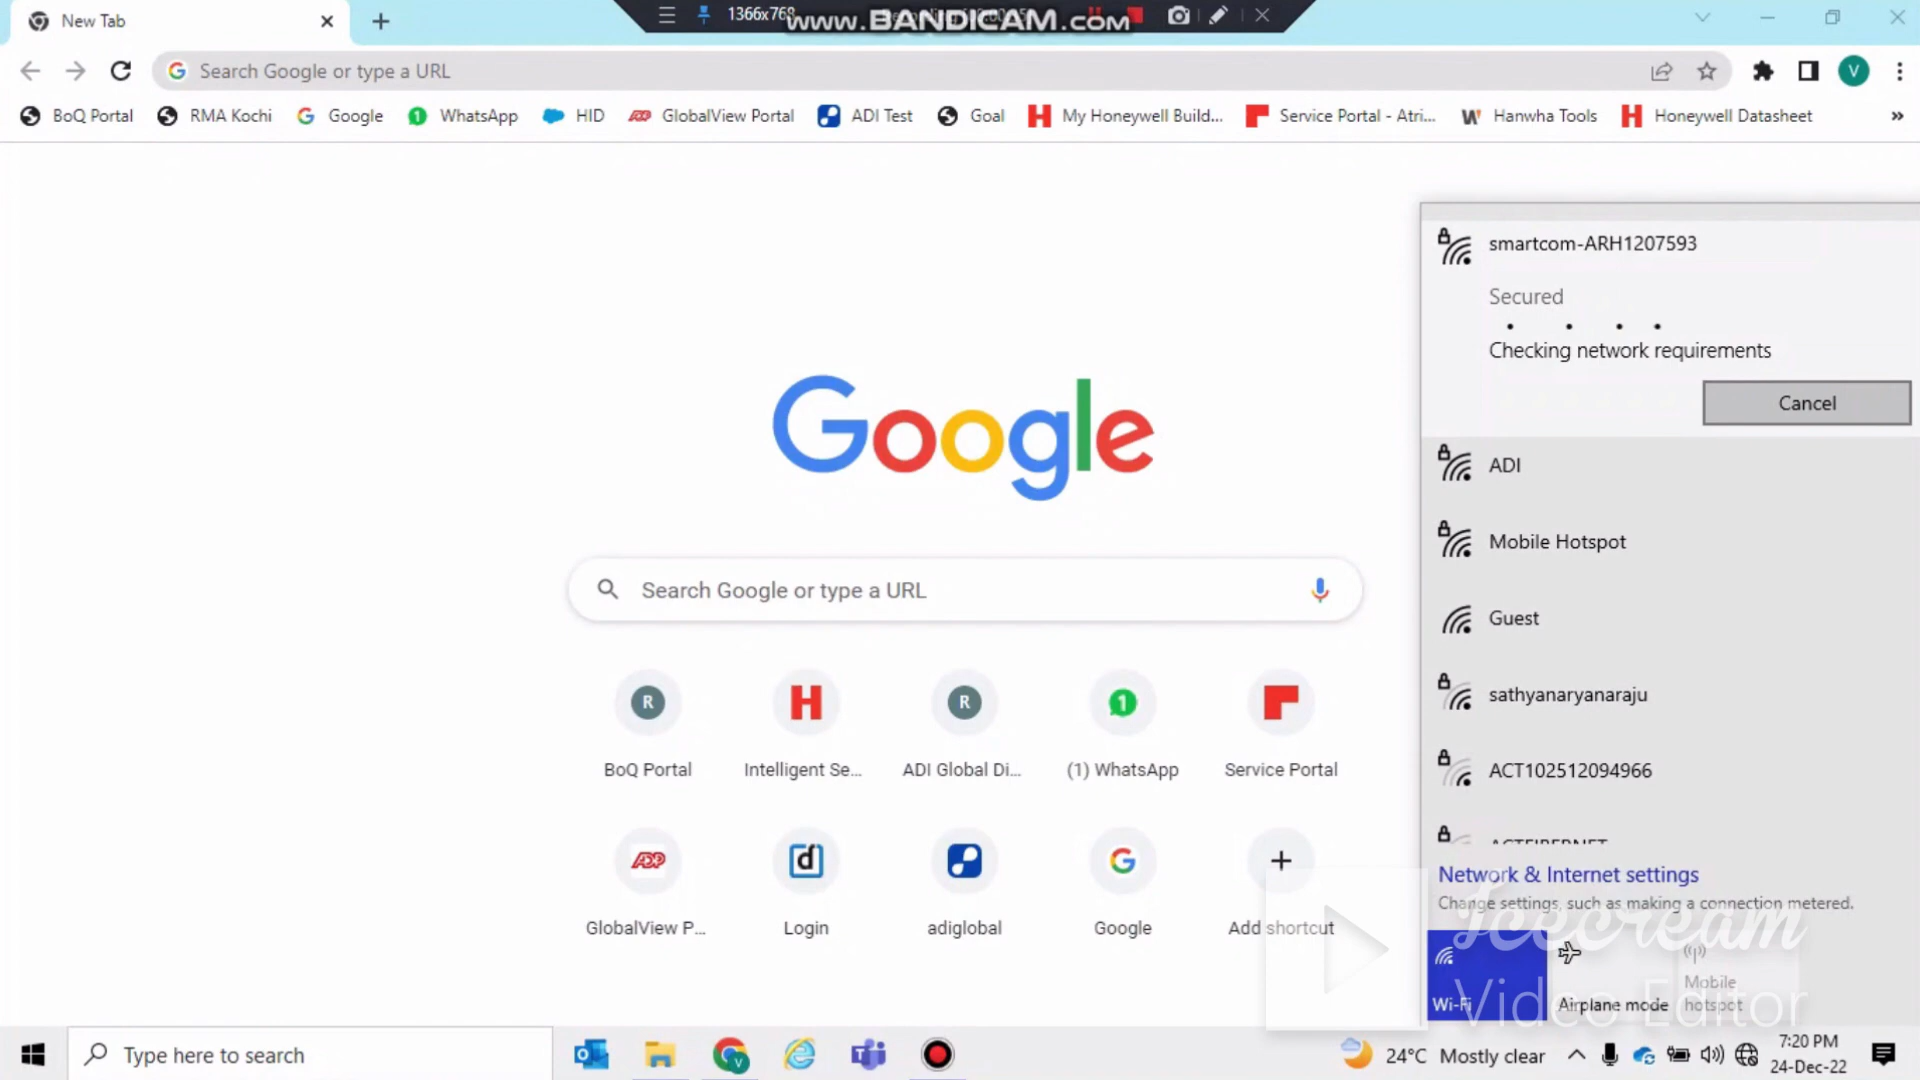 New Tab
1366x768
www.BANDICAM.com
Search Google or type a URL
V
BoQ Portal
RMA Kochi
Google
WhatsApp
HID
GlobalView Portal
ADI Test
Goal
My Honeywell Build...
Service Portal - Atri...
Hanwha Tools
Honeywell Datasheet
»
smartcom-ARH1207593
Secured
Checking network requirements
Cancel
ADI
Mobile Hotspot
Guest
sathyanaryanaraju
ACT102512094966
Google
Search Google or type a URL
BoQ Portal
Intelligent Se...
ADI Global Di...
(1) WhatsApp
Service Portal
GlobalView P...
Login
adiglobal
Google
Add shortcut
Network & Internet settings
Change settings, such as making a connection metered.
Icecream
Video Editor
Wi-Fi
Airplane mode
Mobile
hotspot
Type here to search
24°C Mostly clear
7:20 PM
24-Dec-22